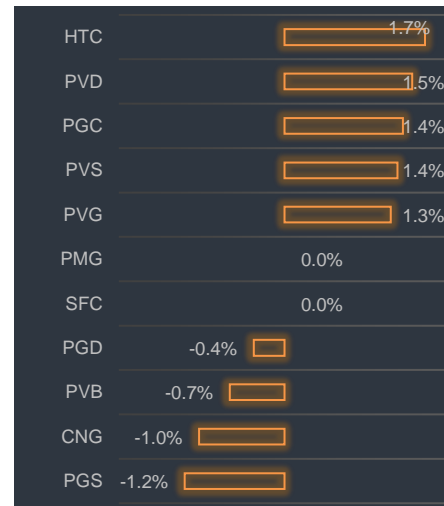 HTC 1.7%
PVD 1.5%
PGC 1.4%
PVS 1.4%
PVG 1.3%
PMG 0.0%
SFC 0.0%
PGD -0.4%
PVB -0.7%
CNG -1.0%
PGS -1.2%